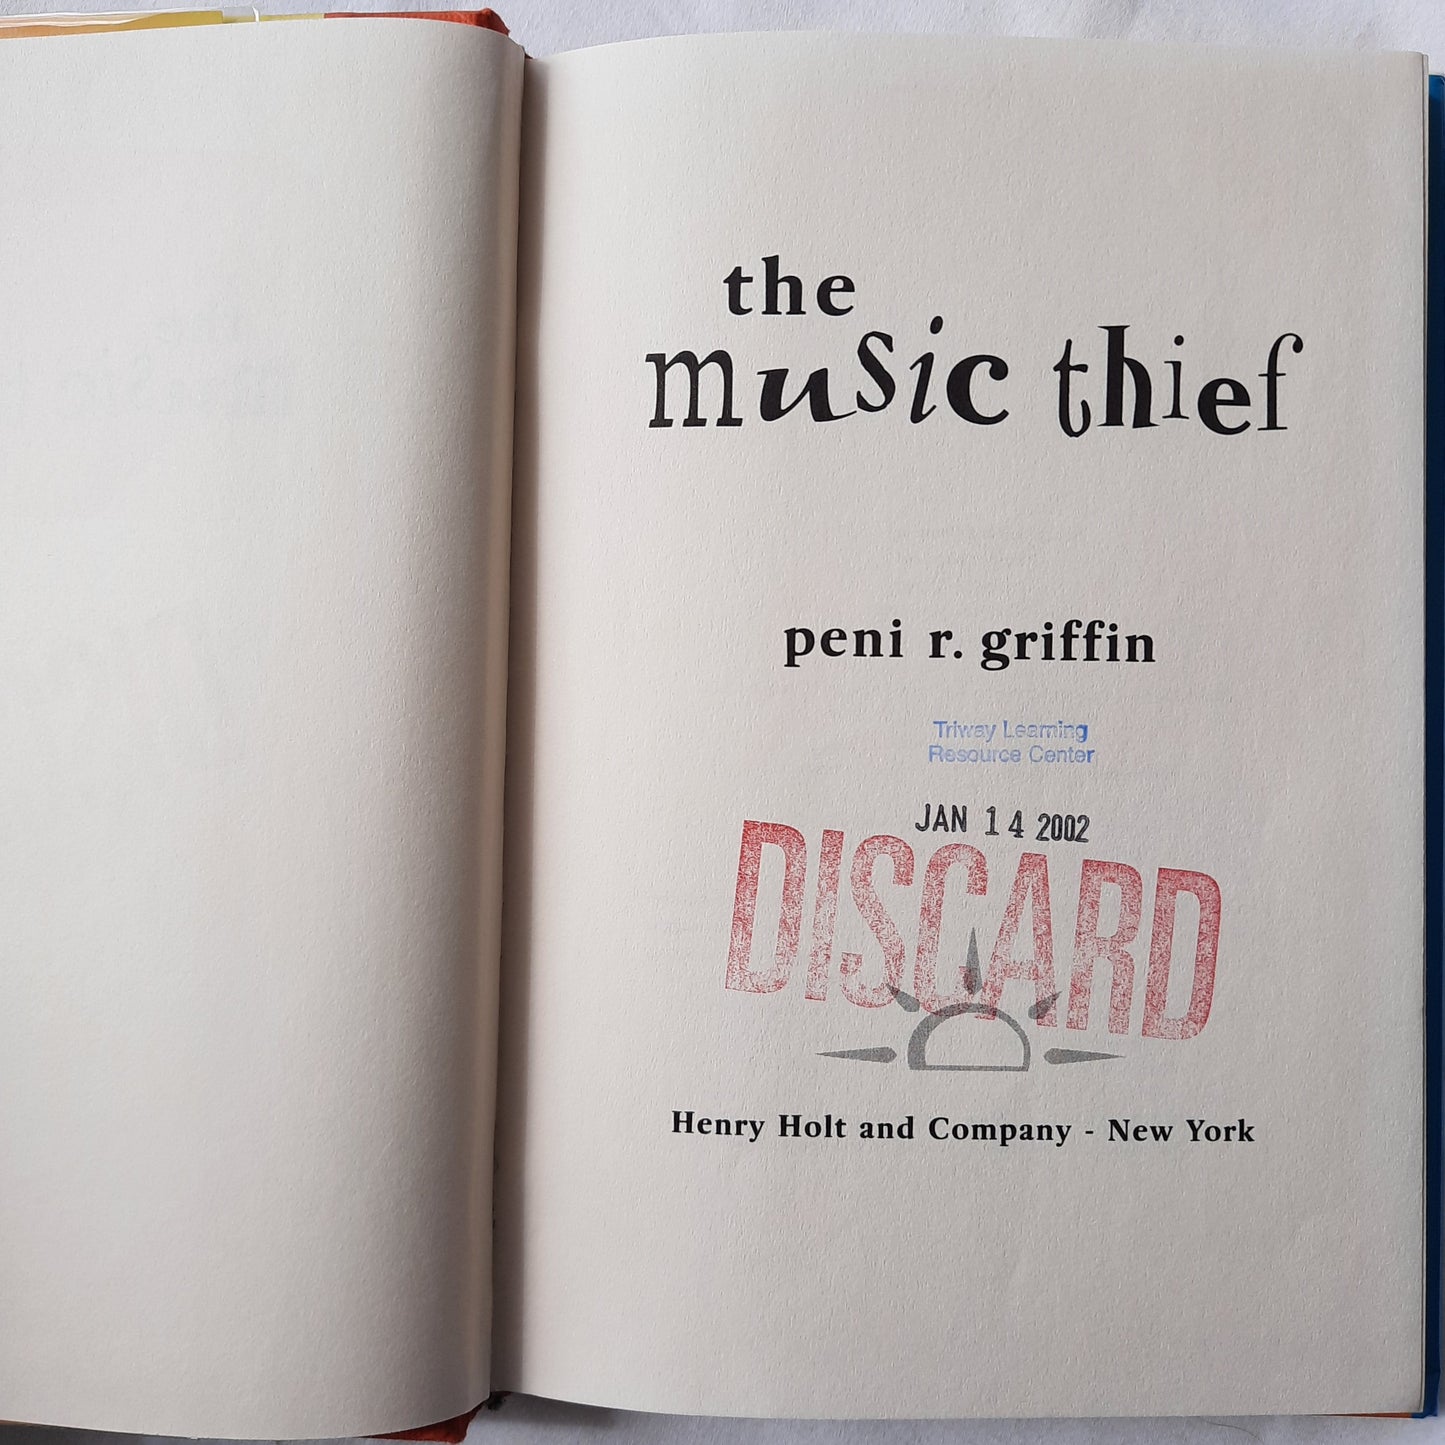 the
music thief
peni r. griffin
Triway Learning
Resource Center
JAN 14 2002
DISCARD
Henry Holt and Company - New York